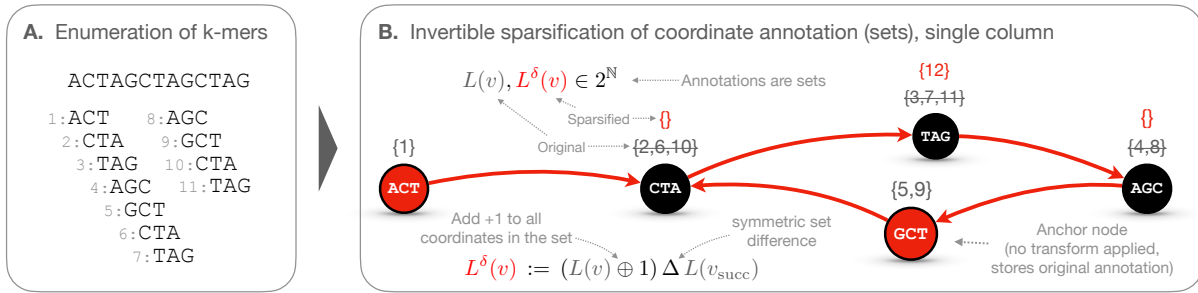 A. Enumeration of k-mers
ACTAGCTAGCTAG
1:ACT 8:AGC
2:CTA 9:GCT
3:TAG 10:CTA
4:AGC 11:TAG
5:GCT
6:CTA
7:TAG
B. Invertible sparsification of coordinate annotation (sets), single column
L(v), L^δ(v) ∈ 2^ℕ
Annotations are sets
Sparsified
{}
Original
{2,6,10}
{1}
ACT
CTA
{12}
{3,7,11}
TAG
{}
{4,8}
AGC
{5,9}
GCT
Add +1 to all
coordinates in the set
symmetric set
difference
Anchor node
(no transform applied,
stores original annotation)
L^δ(v) := (L(v) ⊕ 1) Δ L(v_succ)